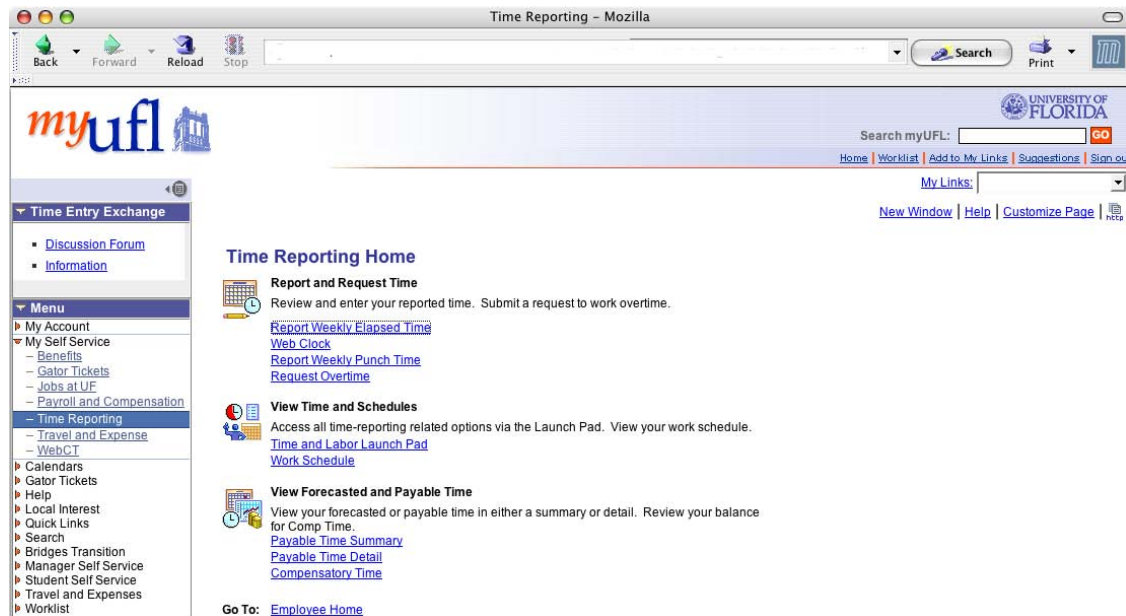 Time Reporting – Mozilla
Back Forward Reload Stop Search Print
myufl
UNIVERSITY OF
FLORIDA
Search myUFL: GO
Home | Worklist | Add to My Links | Suggestions | Sign ou
My Links:
New Window | Help | Customize Page | http
Time Entry Exchange
Discussion Forum
Information
Menu
My Account
My Self Service
– Benefits
– Gator Tickets
– Jobs at UF
– Payroll and Compensation
– Time Reporting
– Travel and Expense
– WebCT
Calendars
Gator Tickets
Help
Local Interest
Quick Links
Search
Bridges Transition
Manager Self Service
Student Self Service
Travel and Expenses
Worklist
Time Reporting Home
Report and Request Time
Review and enter your reported time. Submit a request to work overtime.
Report Weekly Elapsed Time
Web Clock
Report Weekly Punch Time
Request Overtime
View Time and Schedules
Access all time-reporting related options via the Launch Pad. View your work schedule.
Time and Labor Launch Pad
Work Schedule
View Forecasted and Payable Time
View your forecasted or payable time in either a summary or detail. Review your balance
for Comp Time.
Payable Time Summary
Payable Time Detail
Compensatory Time
Go To: Employee Home